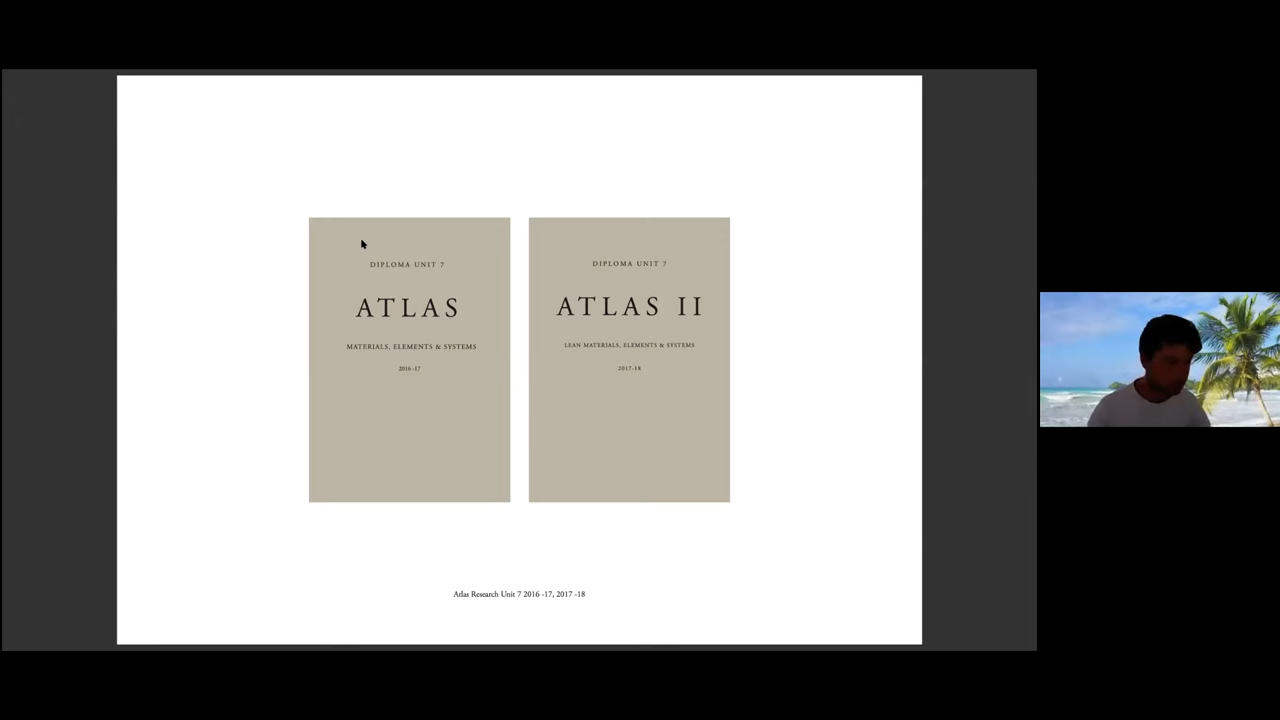 DIPLOMA UNIT 7
ATLAS
MATERIALS, ELEMENTS & SYSTEMS
2016 -17
DIPLOMA UNIT 7
ATLAS II
LEAN MATERIALS, ELEMENTS & SYSTEMS
2017-18
Atlas Research Unit 7 2016 -17, 2017 -18